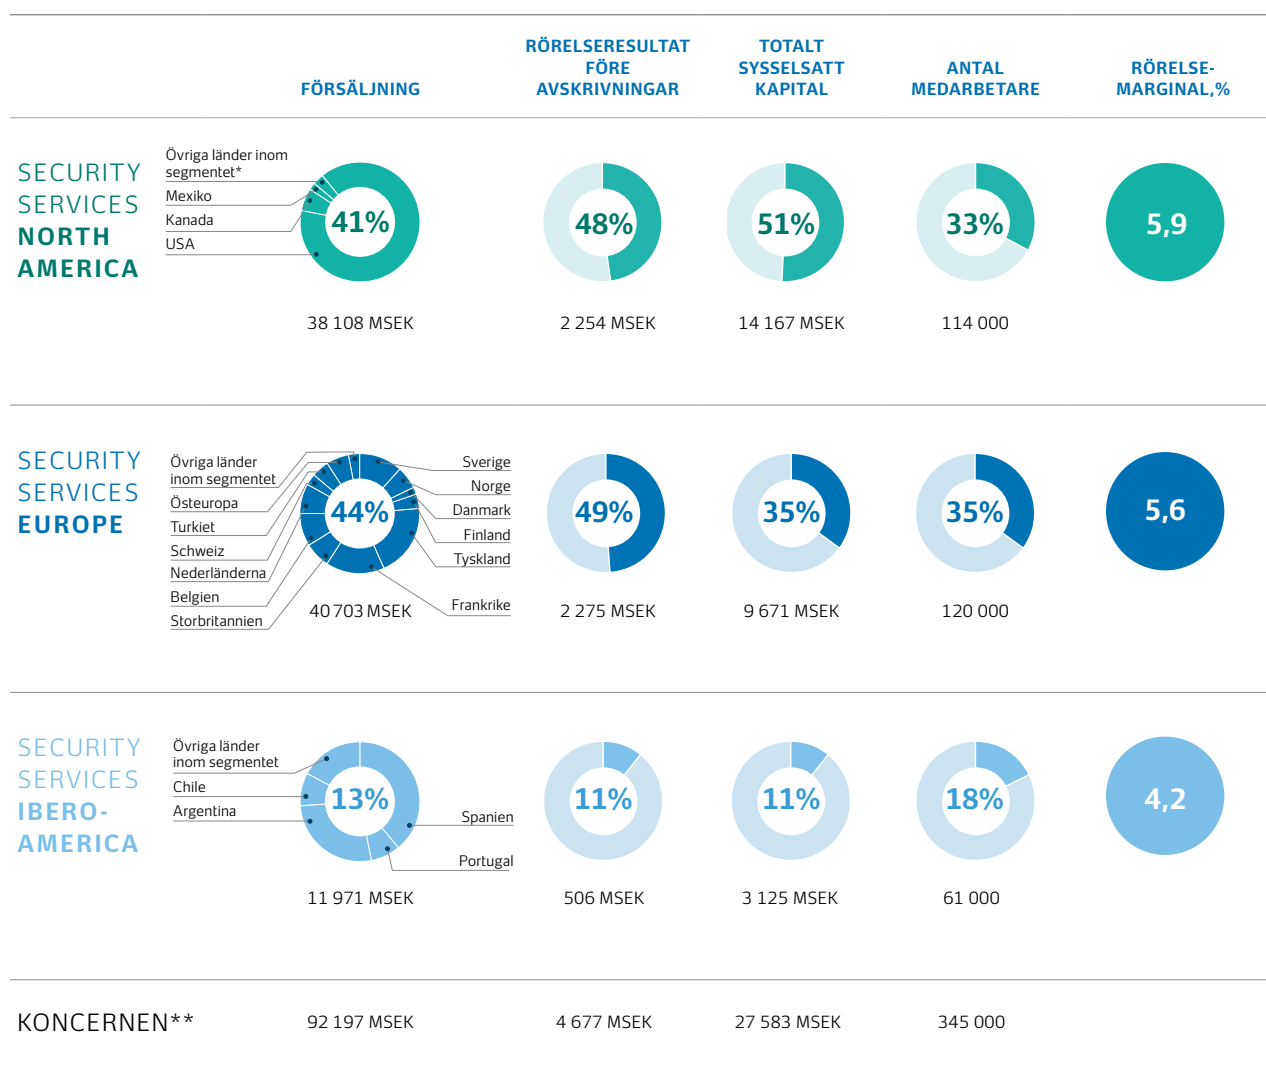 FÖRSÄLJNING
RÖRELSERESULTAT
FÖRE
AVSKRIVNINGAR
TOTALT
SYSSELSATT
KAPITAL
ANTAL
MEDARBETARE
RÖRELSE-
MARGINAL,%
SECURITY
SERVICES
NORTH
AMERICA
Övriga länder inom
segmentet*
Mexiko
Kanada
USA
41%
38 108 MSEK
48%
2 254 MSEK
51%
14 167 MSEK
33%
114 000
5,9
SECURITY
SERVICES
EUROPE
Övriga länder
inom segmentet
Östeuropa
Turkiet
Schweiz
Nederländerna
Belgien
Storbritannien
44%
Sverige
Norge
Danmark
Finland
Tyskland
Frankrike
40 703 MSEK
49%
2 275 MSEK
35%
9 671 MSEK
35%
120 000
5,6
SECURITY
SERVICES
IBERO-
AMERICA
Övriga länder
inom segmentet
Chile
Argentina
13%
Spanien
Portugal
11 971 MSEK
11%
506 MSEK
11%
3 125 MSEK
18%
61 000
4,2
KONCERNEN**
92 197 MSEK
4 677 MSEK
27 583 MSEK
345 000